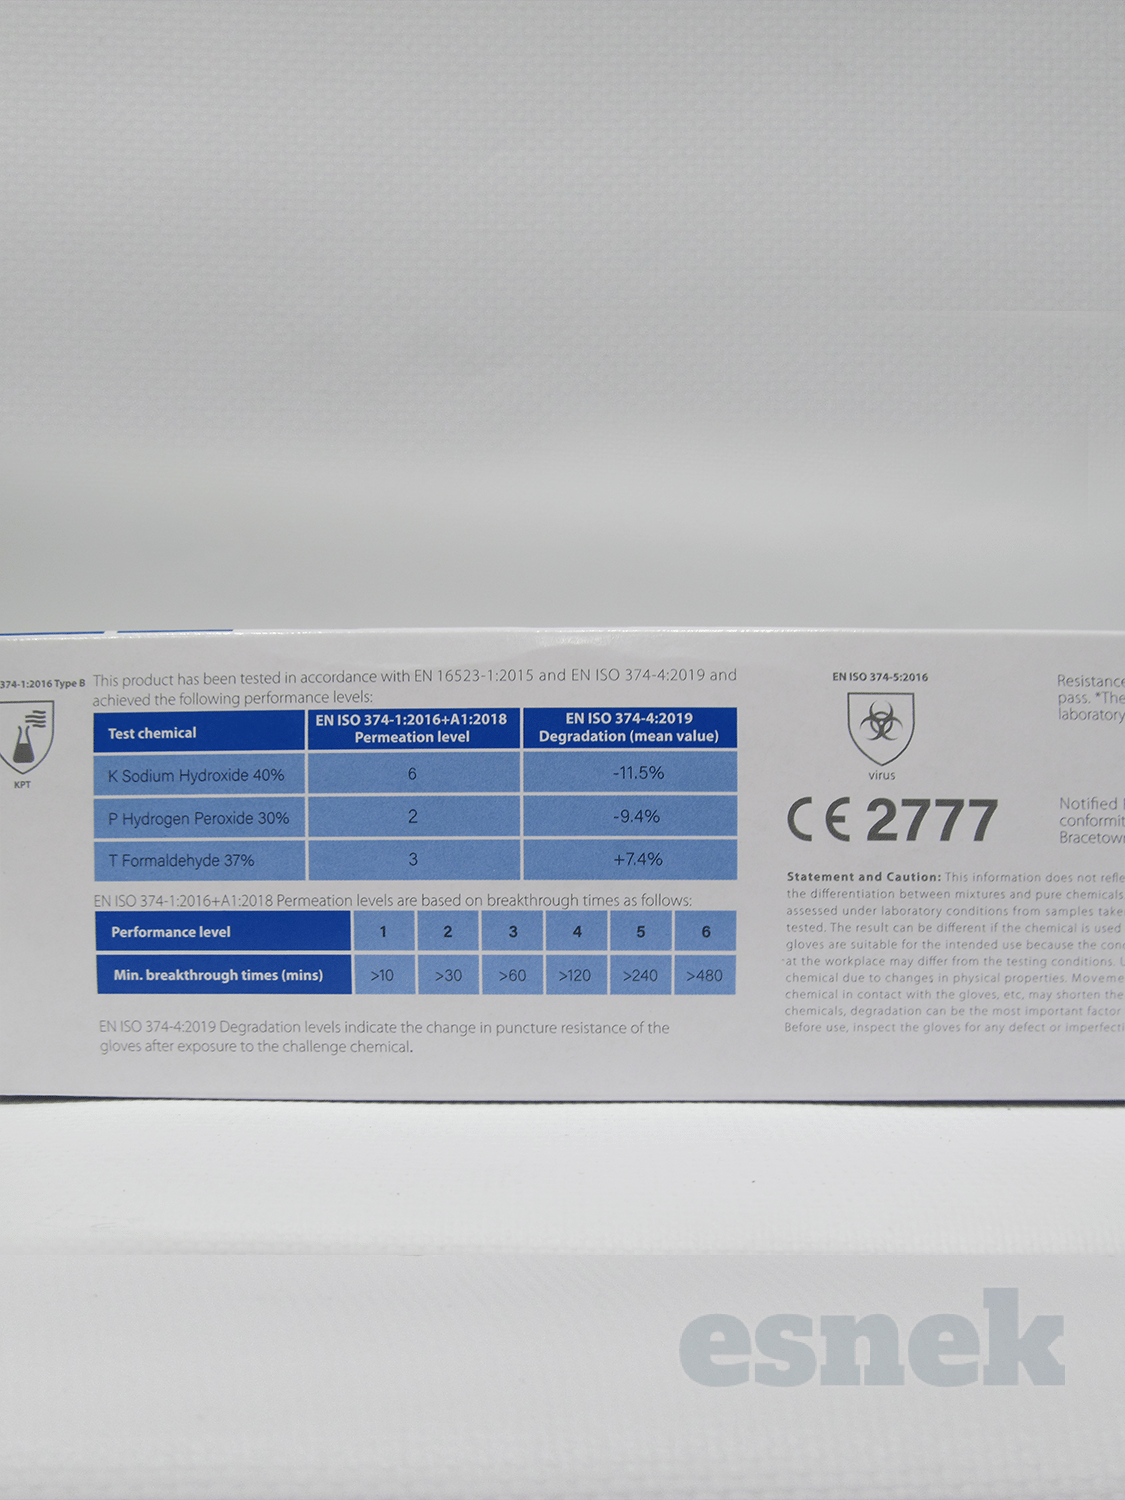 374-1:2016 Type B
KPT
This product has been tested in accordance with EN 16523-1:2015 and EN ISO 374-4:2019 and
achieved the following performance levels:
Test chemical EN ISO 374-1:2016+A1:2018 Permeation level EN ISO 374-4:2019 Degradation (mean value)
K Sodium Hydroxide 40% 6 -11.5%
P Hydrogen Peroxide 30% 2 -9.4%
T Formaldehyde 37% 3 +7.4%
EN ISO 374-1:2016+A1:2018 Permeation levels are based on breakthrough times as follows:
Performance level 1 2 3 4 5 6
Min. breakthrough times (mins) >10 >30 >60 >120 >240 >480
EN ISO 374-4:2019 Degradation levels indicate the change in puncture resistance of the
gloves after exposure to the challenge chemical.
EN ISO 374-5:2016
virus
CE 2777
Resistance
pass. *The
laboratory
Notified
conformit
Bracetown
Statement and Caution: This information does not refle
the differentiation between mixtures and pure chemicals
assessed under laboratory conditions from samples take
tested. The result can be different if the chemical is used
gloves are suitable for the intended use because the con
at the workplace may differ from the testing conditions.
chemical due to changes in physical properties. Moveme
chemical in contact with the gloves, etc, may shorten the
chemicals, degradation can be the most important factor
Before use, inspect the gloves for any defect or imperfecti
esnek